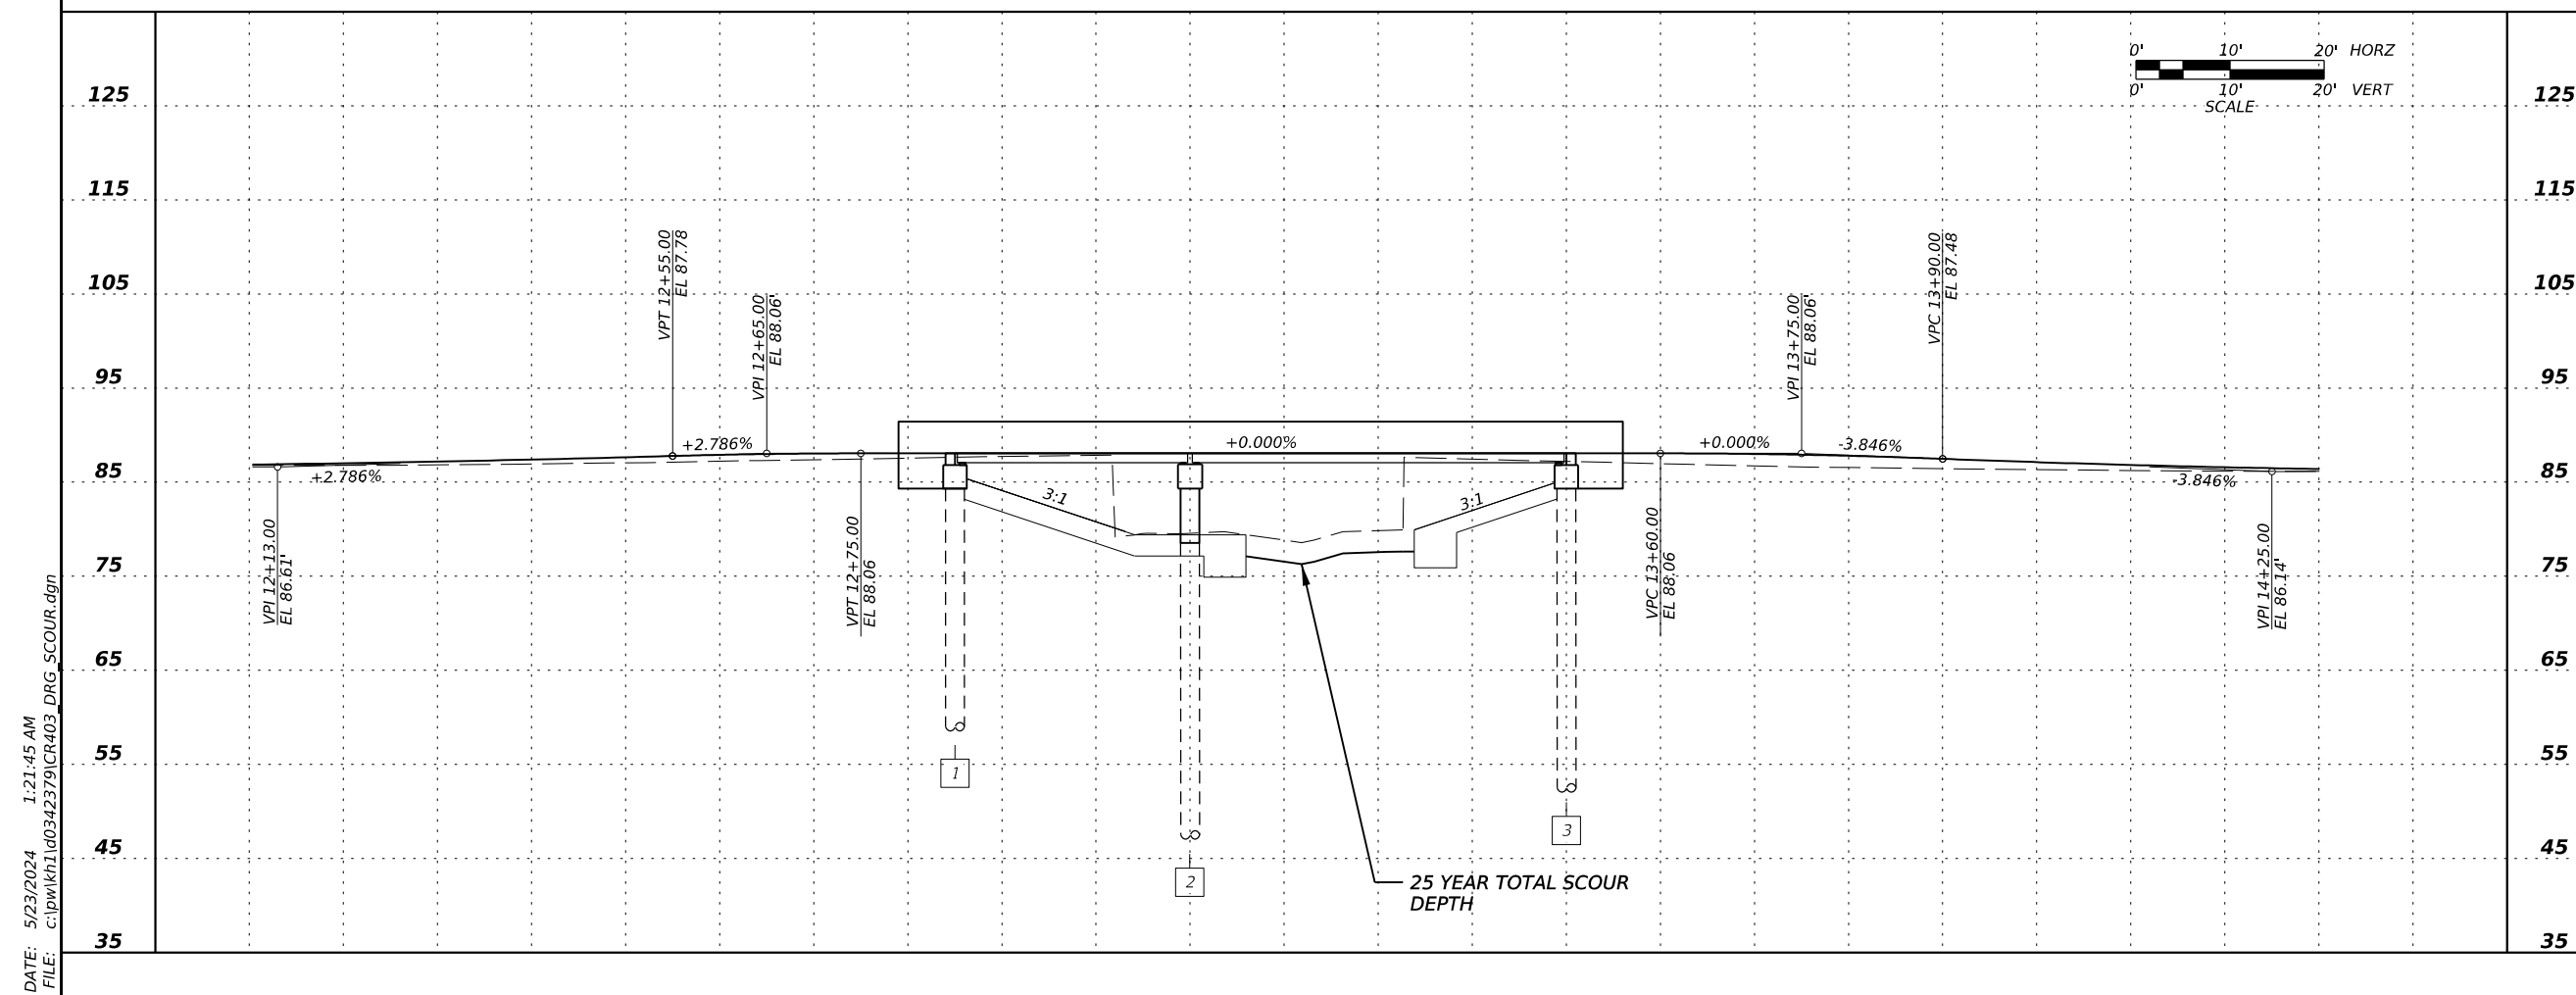 0' 10' 20' HORZ
0' 10' 20' VERT
SCALE
125 125
115 115
105 105
95 95
85 85
75 75
65 65
55 55
45 45
35 35
VPT 12+55.00
EL 87.78
VPI 12+65.00
EL 88.06'
VPI 13+75.00
EL 88.06'
VPC 13+90.00
EL 87.48
+2.786%
+0.000%
+0.000%
-3.846%
+2.786%
-3.846%
3:1
3:1
VPI 12+13.00
EL 86.61'
VPT 12+75.00
EL 88.06
VPC 13+60.00
EL 88.06
VPI 14+25.00
EL 86.14'
1
2
3
25 YEAR TOTAL SCOUR
DEPTH
DATE: 5/23/2024 1:21:45 AM
FILE: c:\pw\kh1\d0342379\CR403_DRG_SCOUR.dgn